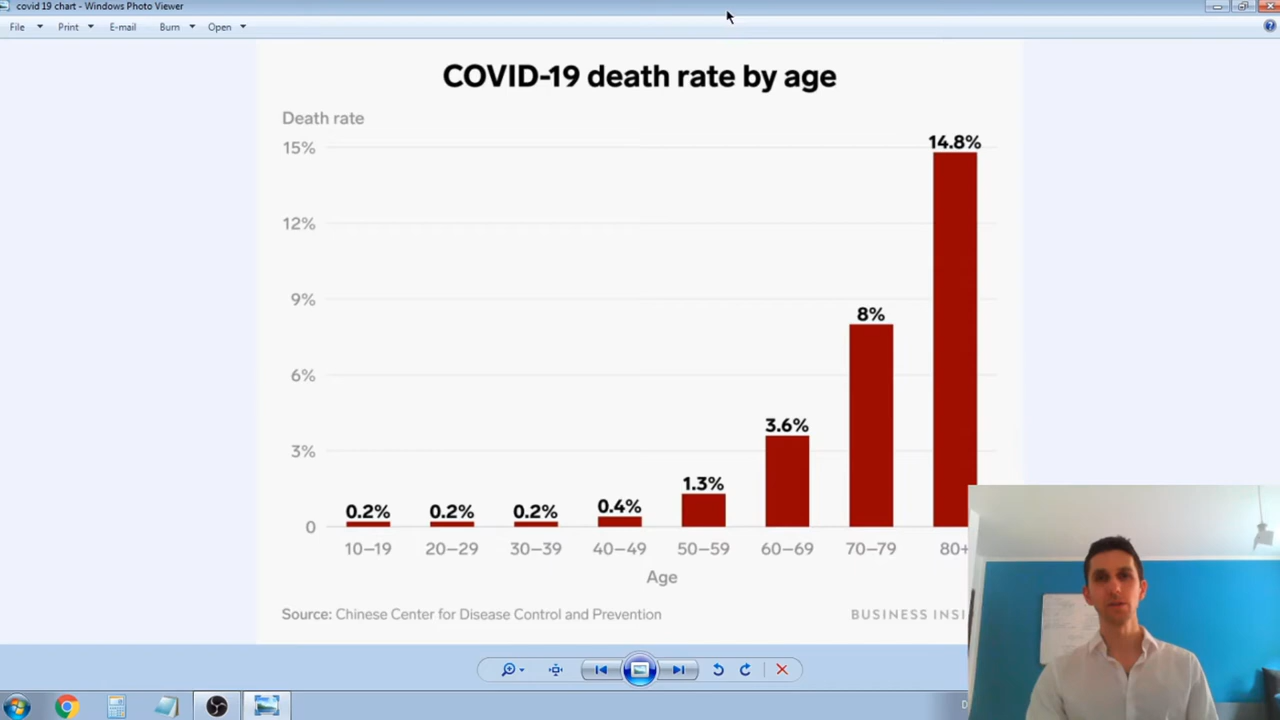 covid 19 chart - Windows Photo Viewer
File Print E-mail Burn Open
COVID-19 death rate by age
Death rate
15%
12%
9%
6%
3%
0
0.2%
0.2%
0.2%
0.4%
1.3%
3.6%
8%
14.8%
10–19 20–29 30–39 40–49 50–59 60–69 70–79 80+
Age
Source: Chinese Center for Disease Control and Prevention
BUSINESS